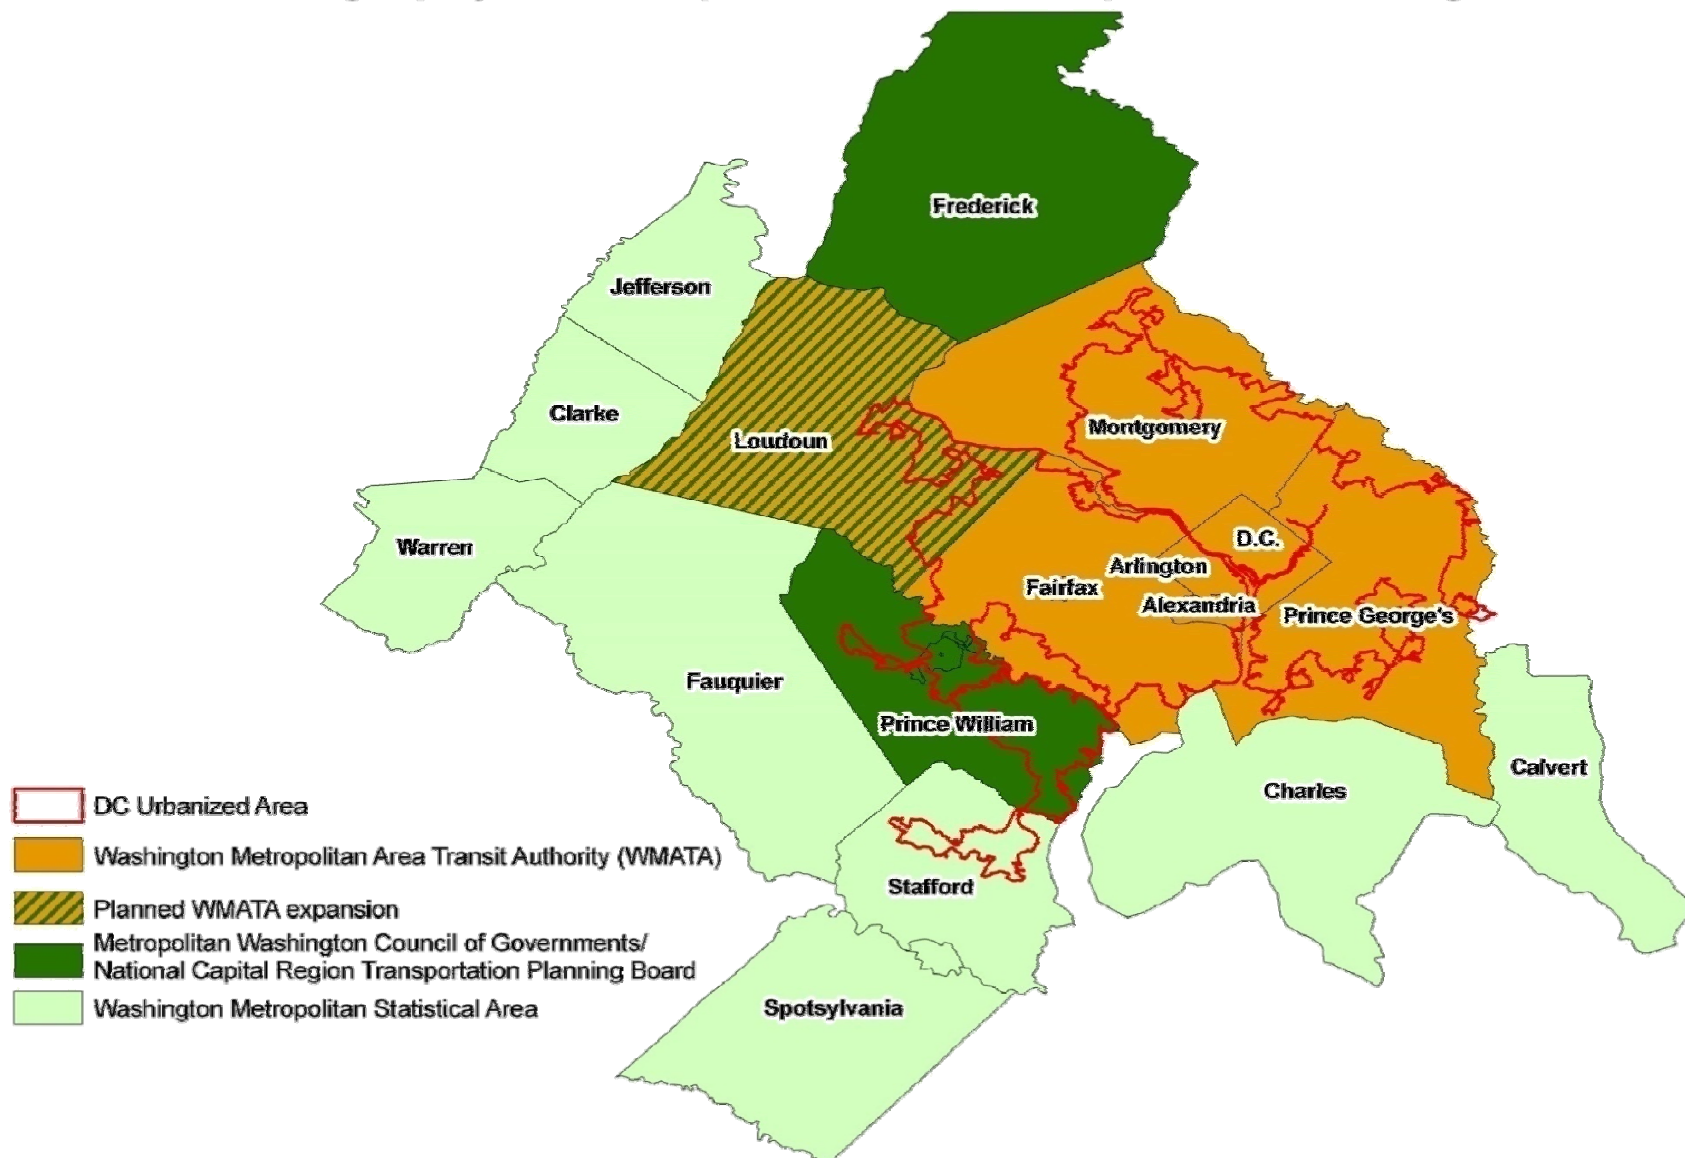 Frederick
Jefferson
Clarke
Loudoun
Montgomery
Warren
D.C.
Arlington
Fairfax
Alexandria
Prince George's
Fauquier
Prince William
Calvert
Charles
Stafford
Spotsylvania
DC Urbanized Area
Washington Metropolitan Area Transit Authority (WMATA)
Planned WMATA expansion
Metropolitan Washington Council of Governments/
National Capital Region Transportation Planning Board
Washington Metropolitan Statistical Area